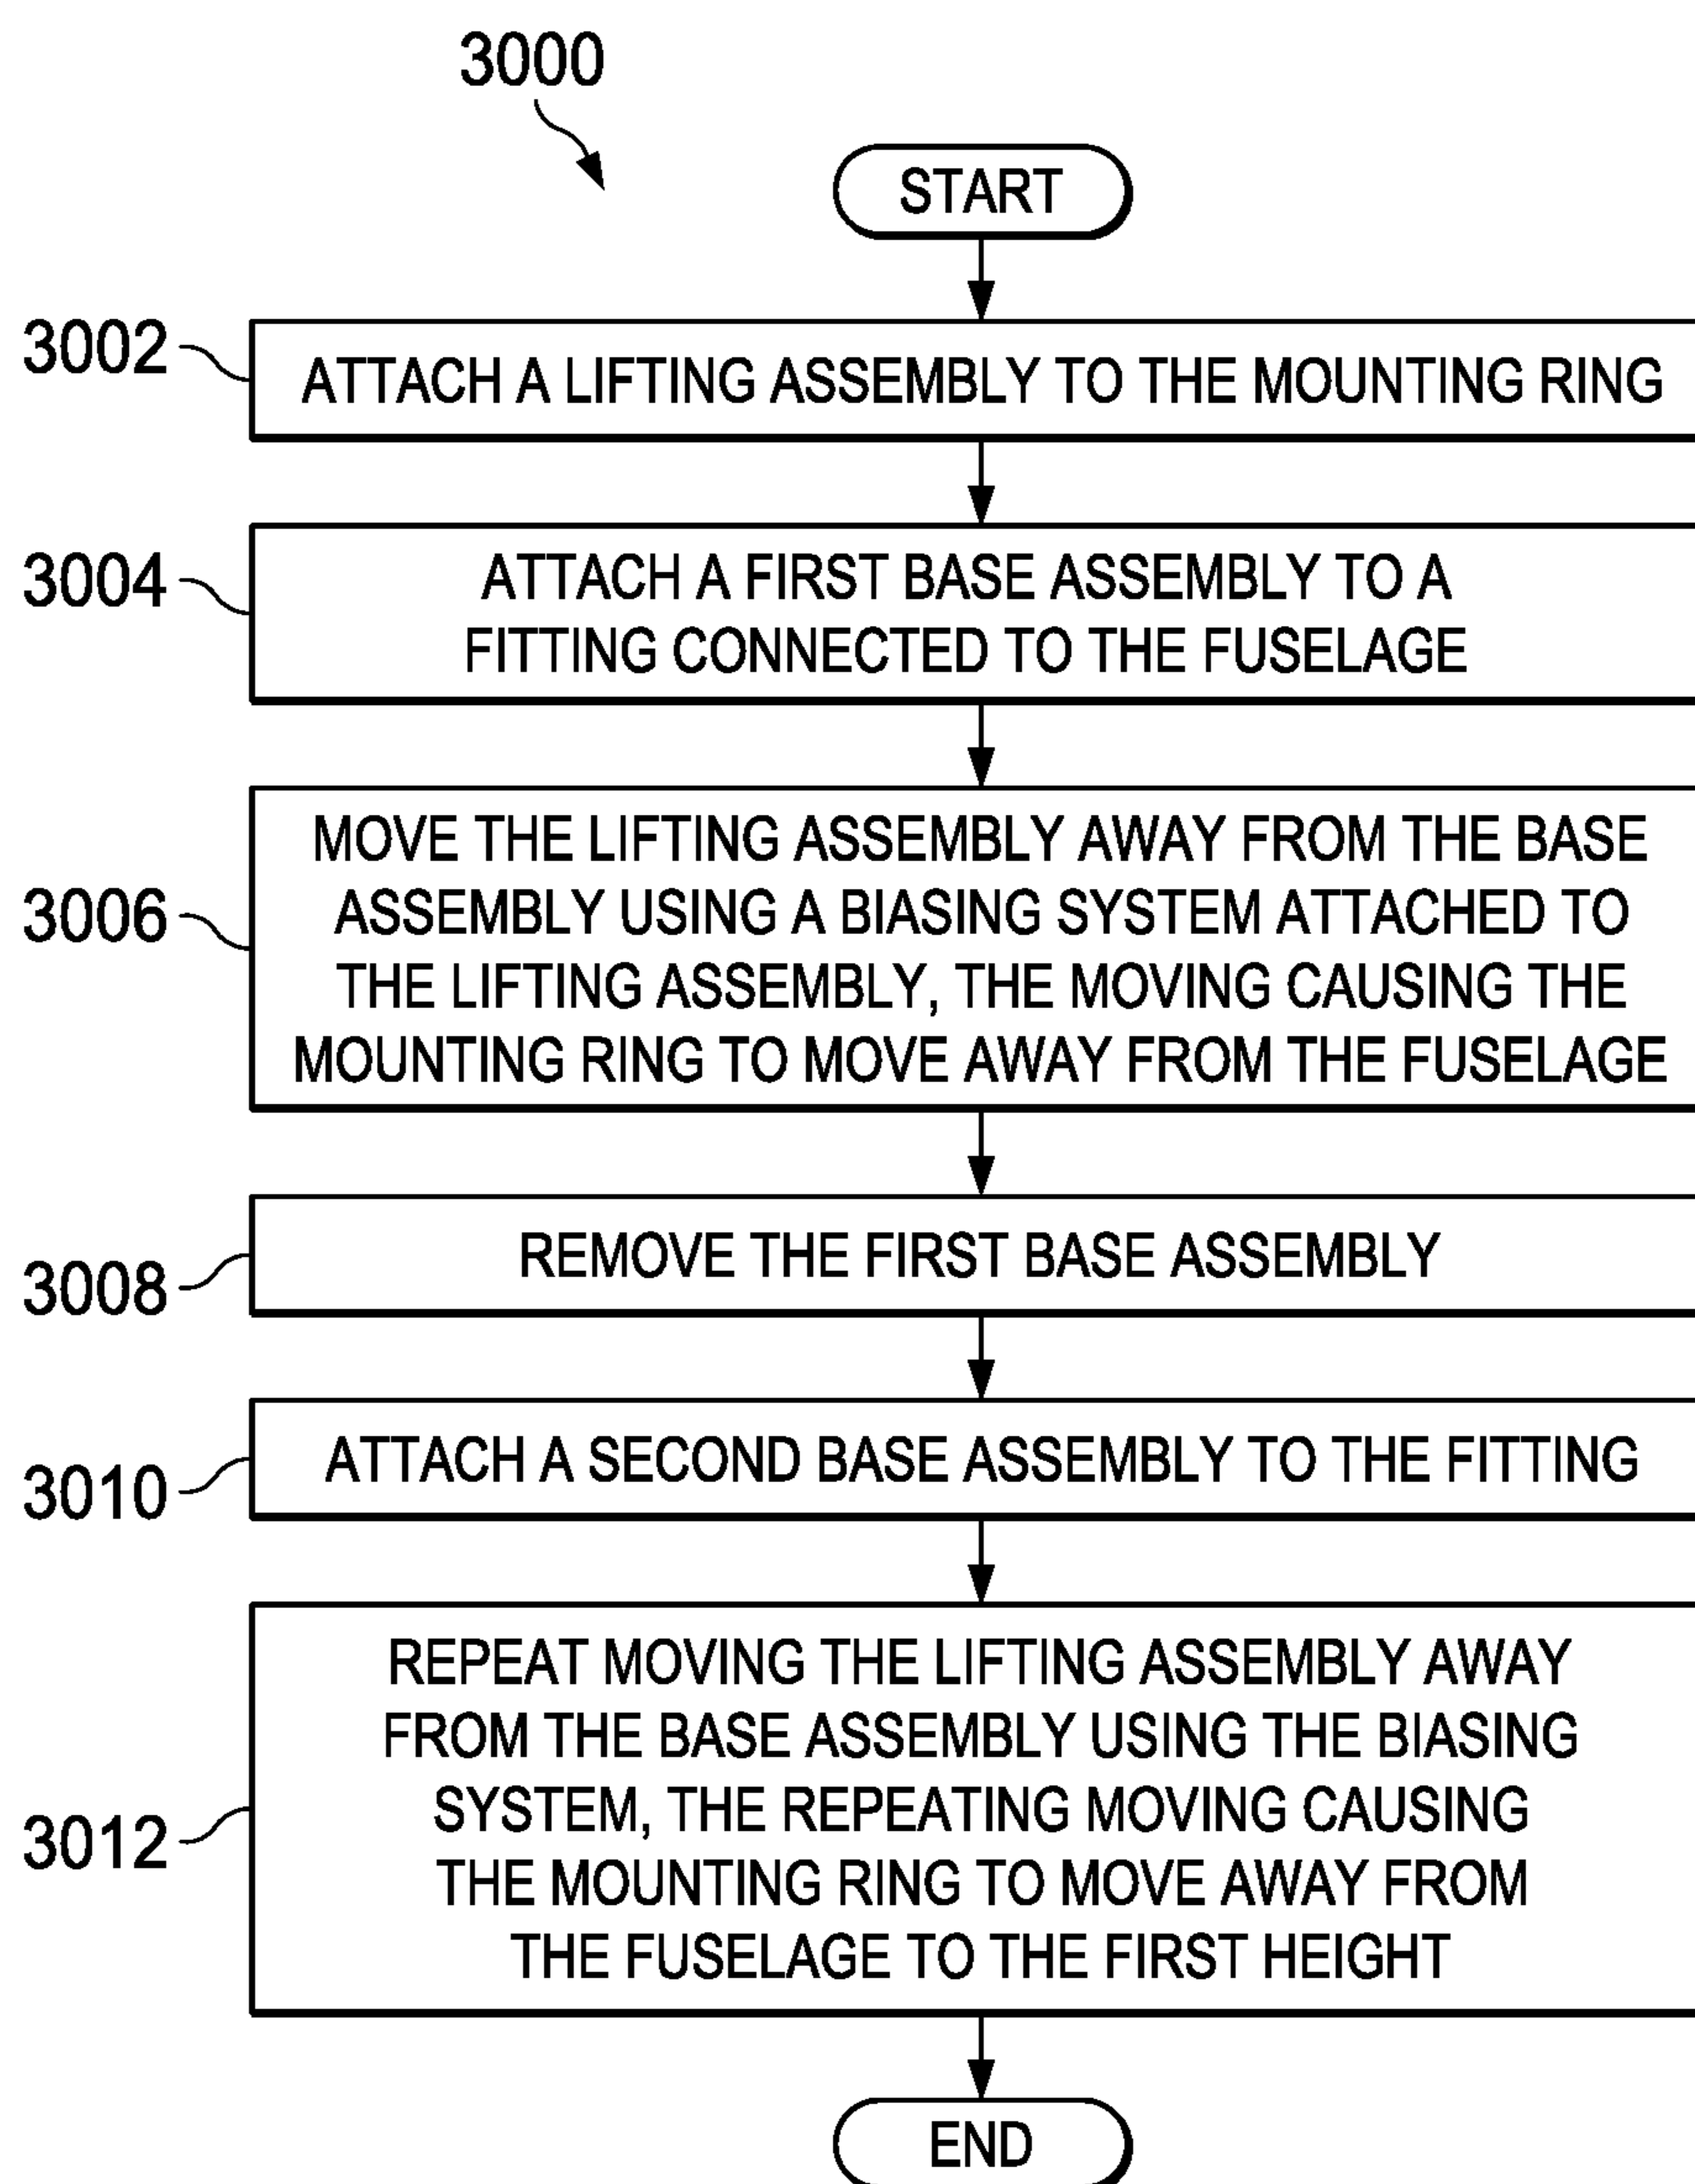 3000
START
3002
ATTACH A LIFTING ASSEMBLY TO THE MOUNTING RING
3004
ATTACH A FIRST BASE ASSEMBLY TO A
FITTING CONNECTED TO THE FUSELAGE
3006
MOVE THE LIFTING ASSEMBLY AWAY FROM THE BASE
ASSEMBLY USING A BIASING SYSTEM ATTACHED TO
THE LIFTING ASSEMBLY, THE MOVING CAUSING THE
MOUNTING RING TO MOVE AWAY FROM THE FUSELAGE
3008
REMOVE THE FIRST BASE ASSEMBLY
3010
ATTACH A SECOND BASE ASSEMBLY TO THE FITTING
3012
REPEAT MOVING THE LIFTING ASSEMBLY AWAY
FROM THE BASE ASSEMBLY USING THE BIASING
SYSTEM, THE REPEATING MOVING CAUSING
THE MOUNTING RING TO MOVE AWAY FROM
THE FUSELAGE TO THE FIRST HEIGHT
END